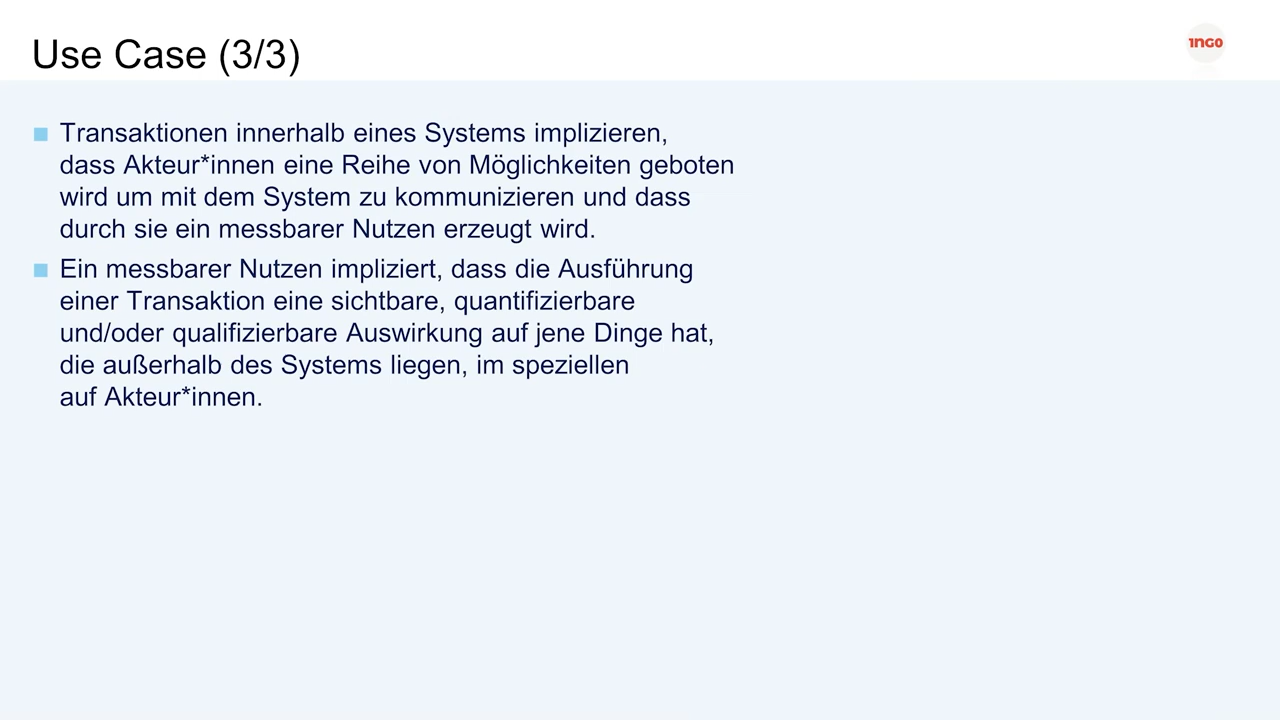 Use Case (3/3)
1NGO
Transaktionen innerhalb eines Systems implizieren,
dass Akteur*innen eine Reihe von Möglichkeiten geboten
wird um mit dem System zu kommunizieren und dass
durch sie ein messbarer Nutzen erzeugt wird.
Ein messbarer Nutzen impliziert, dass die Ausführung
einer Transaktion eine sichtbare, quantifizierbare
und/oder qualifizierbare Auswirkung auf jene Dinge hat,
die außerhalb des Systems liegen, im speziellen
auf Akteur*innen.